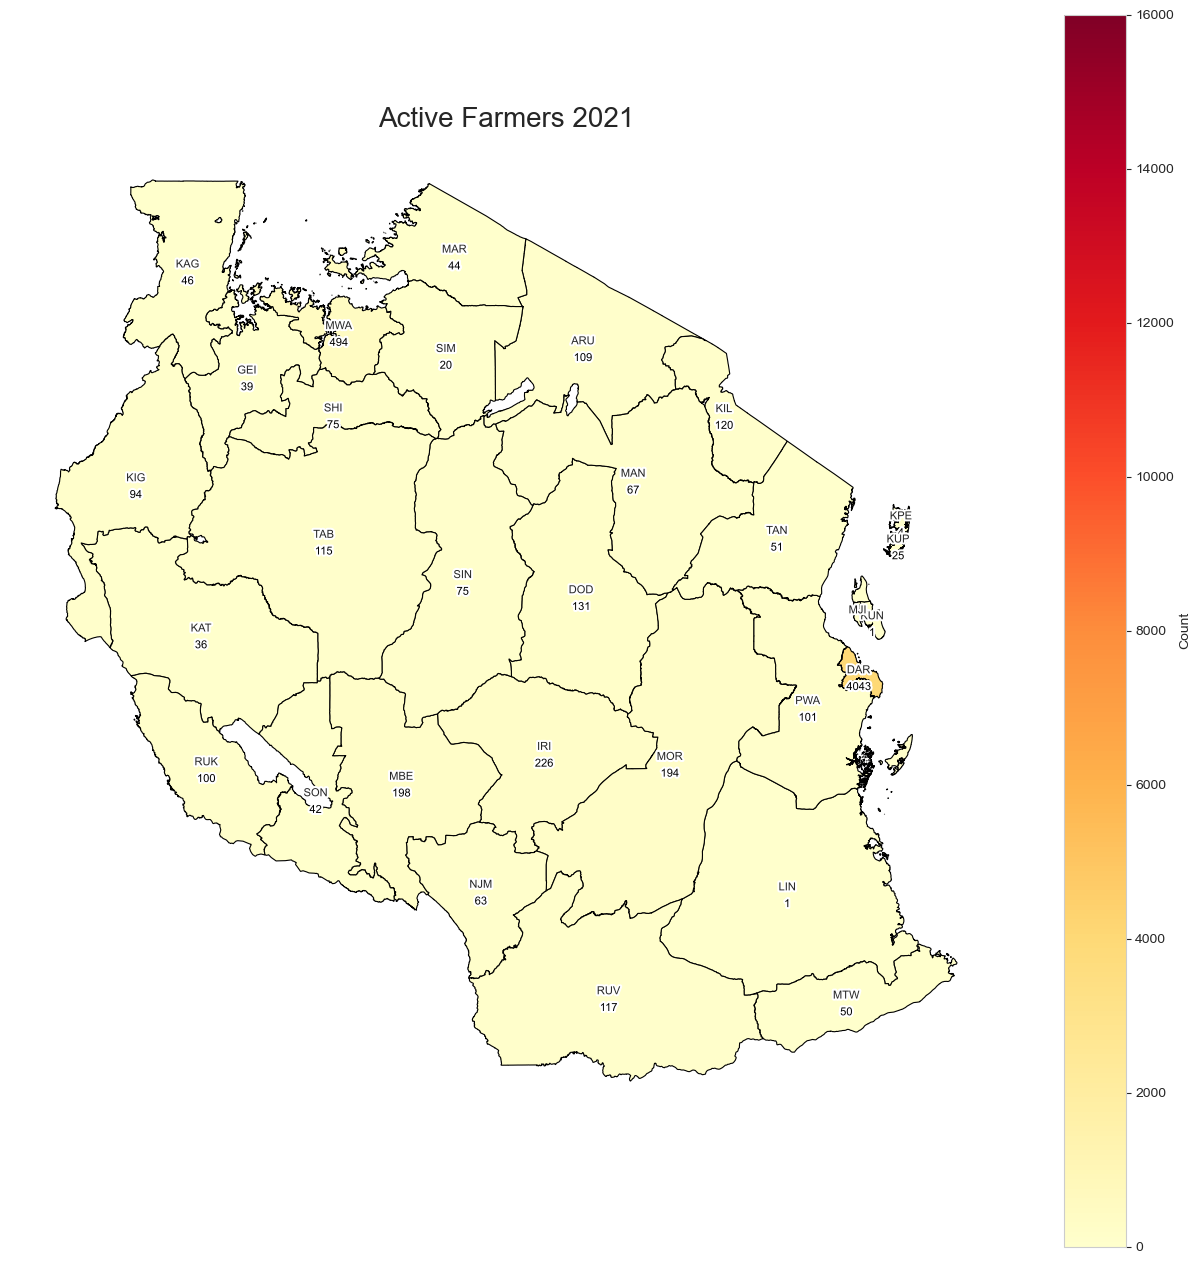 Active Farmers 2021
KAG
46
MAR
44
MWA
494
SIM
20
ARU
109
GEI
39
SHI
75
KIL
120
KIG
94
MAN
67
TAB
115
TAN
51
KPE
KUP
25
SIN
75
DOD
131
MJI
KUN
1
KAT
36
DAR
4043
PWA
101
RUK
100
SON
42
MBE
198
IRI
226
MOR
194
NJM
63
LIN
1
RUV
117
MTW
50
16000
14000
12000
10000
8000
6000
4000
2000
0
Count